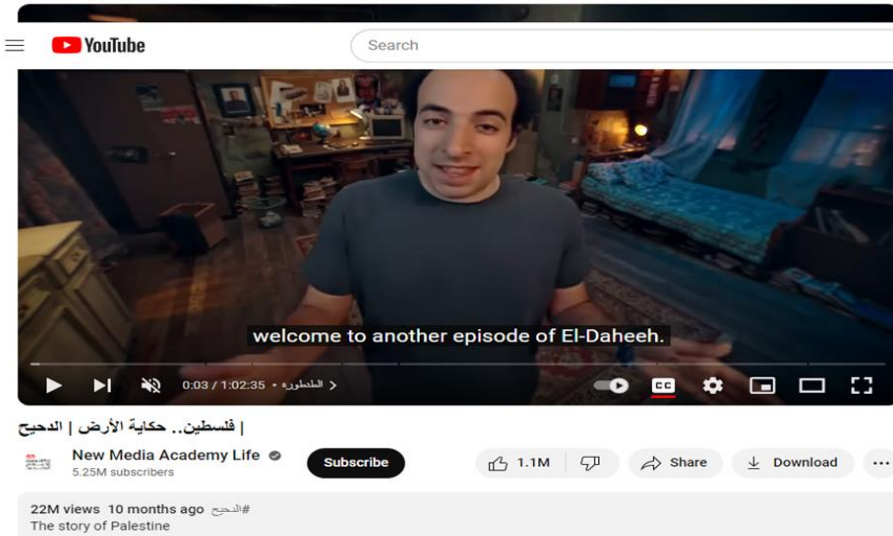 YouTube
Search
welcome to another episode of El-Daheeh.
0:03 / 1:02:35 • الطنطورة
CC
فلسطين.. حكاية الأرض | الدحيح |
New Media Academy Life
5.25M subscribers
Subscribe
1.1M
Share
Download
22M views 10 months ago #الدحيح
The story of Palestine